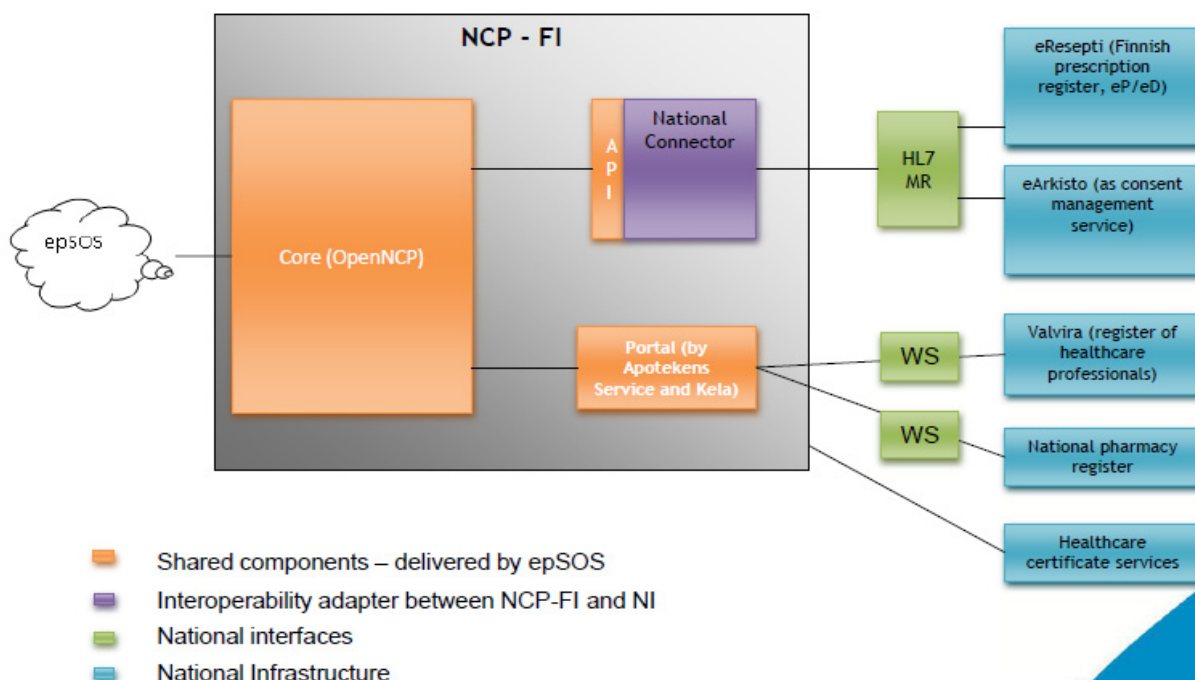 NCP - FI
eResepti (Finnish
prescription
register, eP/eD)
National
Connector
A
P
I
HL7
MR
eArkisto (as consent
management
service)
epsos
Core (OpenNCP)
Portal (by
Apotekens
Service and Kela)
WS
Valvira (register of
healthcare
professionals)
WS
National pharmacy
register
Healthcare
certificate services
Shared components – delivered by epSOS
Interoperability adapter between NCP-FI and NI
National interfaces
National Infrastructure